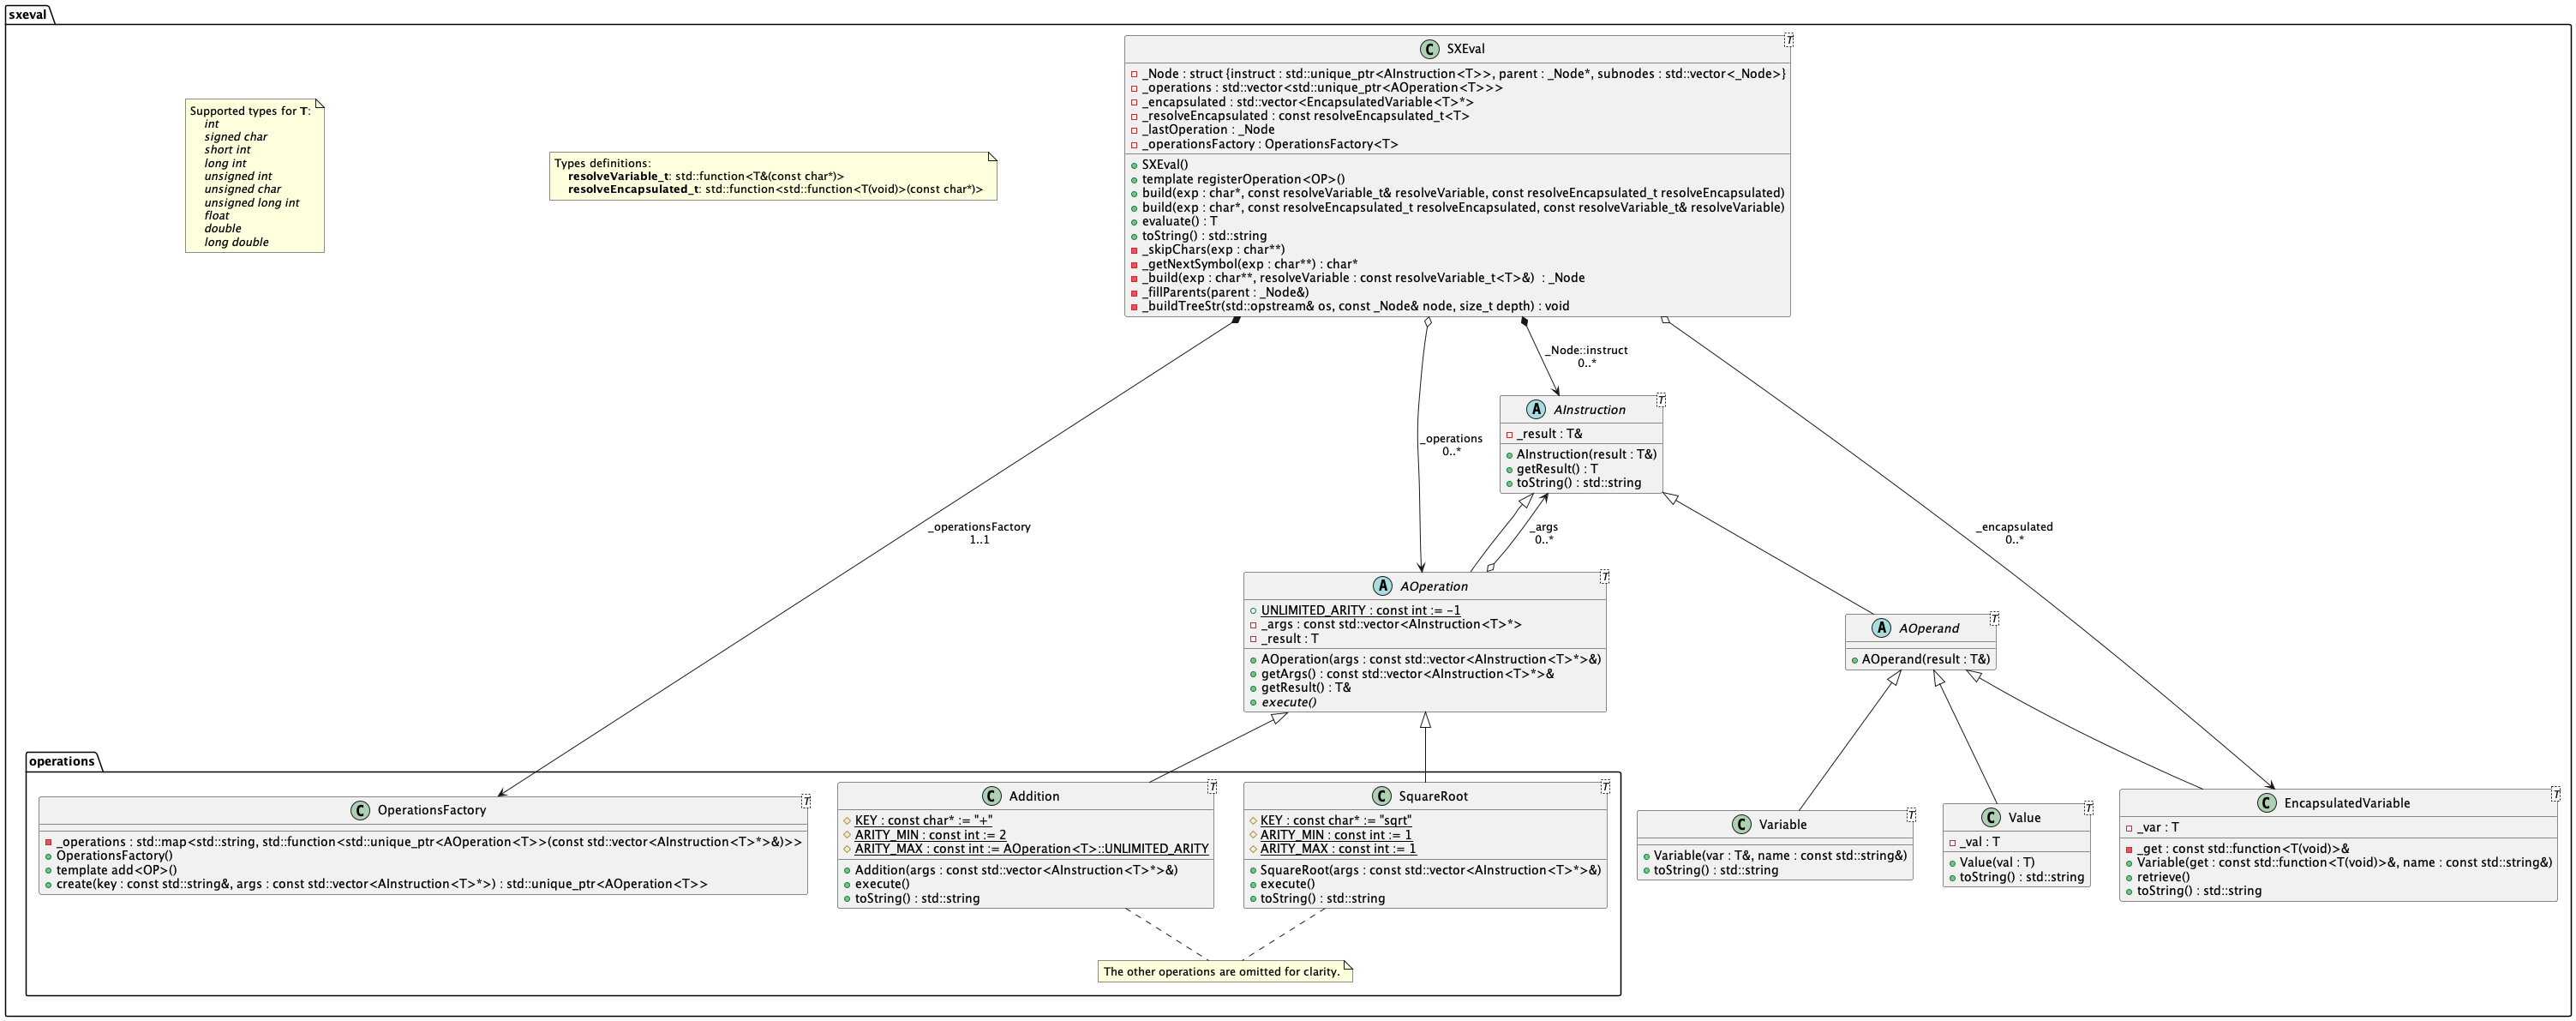 sxeval
SXEval
T
_Node : struct {instruct : std::unique_ptr<AInstruction<T>>, parent : _Node*, subnodes : std::vector<_Node>}
_operations : std::vector<std::unique_ptr<AOperation<T>>>
_encapsulated : std::vector<EncapsulatedVariable<T>*>
_resolveEncapsulated : const resolveEncapsulated_t<T>
_lastOperation : _Node
_operationsFactory : OperationsFactory<T>
SXEval()
template registerOperation<OP>()
build(exp : char*, const resolveVariable_t& resolveVariable, const resolveEncapsulated_t resolveEncapsulated)
build(exp : char*, const resolveEncapsulated_t resolveEncapsulated, const resolveVariable_t& resolveVariable)
evaluate() : T
toString() : std::string
_skipChars(exp : char**)
_getNextSymbol(exp : char**) : char*
_build(exp : char**, resolveVariable : const resolveVariable_t<T>&)  : _Node
_fillParents(parent : _Node&)
_buildTreeStr(std::opstream& os, const _Node& node, size_t depth) : void
Supported types for T:
int
signed char
short int
long int
unsigned int
unsigned char
unsigned long int
float
double
long double
Types definitions:
resolveVariable_t: std::function<T&(const char*)>
resolveEncapsulated_t: std::function<std::function<T(void)>(const char*)>
_Node::instruct
0..*
_operations
0..*
_operationsFactory
1..1
_args
0..*
_encapsulated
0..*
AInstruction
T
_result : T&
AInstruction(result : T&)
getResult() : T
toString() : std::string
AOperation
T
UNLIMITED_ARITY : const int := -1
_args : const std::vector<AInstruction<T>*>
_result : T
AOperation(args : const std::vector<AInstruction<T>*>&)
getArgs() : const std::vector<AInstruction<T>*>&
getResult() : T&
execute()
AOperand
T
AOperand(result : T&)
operations
OperationsFactory
T
_operations : std::map<std::string, std::function<std::unique_ptr<AOperation<T>>(const std::vector<AInstruction<T>*>&)>>
OperationsFactory()
template add<OP>()
create(key : const std::string&, args : const std::vector<AInstruction<T>*>) : std::unique_ptr<AOperation<T>>
Addition
T
KEY : const char* := "+"
ARITY_MIN : const int := 2
ARITY_MAX : const int := AOperation<T>::UNLIMITED_ARITY
Addition(args : const std::vector<AInstruction<T>*>&)
execute()
toString() : std::string
SquareRoot
T
KEY : const char* := "sqrt"
ARITY_MIN : const int := 1
ARITY_MAX : const int := 1
SquareRoot(args : const std::vector<AInstruction<T>*>&)
execute()
toString() : std::string
The other operations are omitted for clarity.
Variable
T
Variable(var : T&, name : const std::string&)
toString() : std::string
Value
T
_val : T
Value(val : T)
toString() : std::string
EncapsulatedVariable
T
_var : T
_get : const std::function<T(void)>&
Variable(get : const std::function<T(void)>&, name : const std::string&)
retrieve()
toString() : std::string